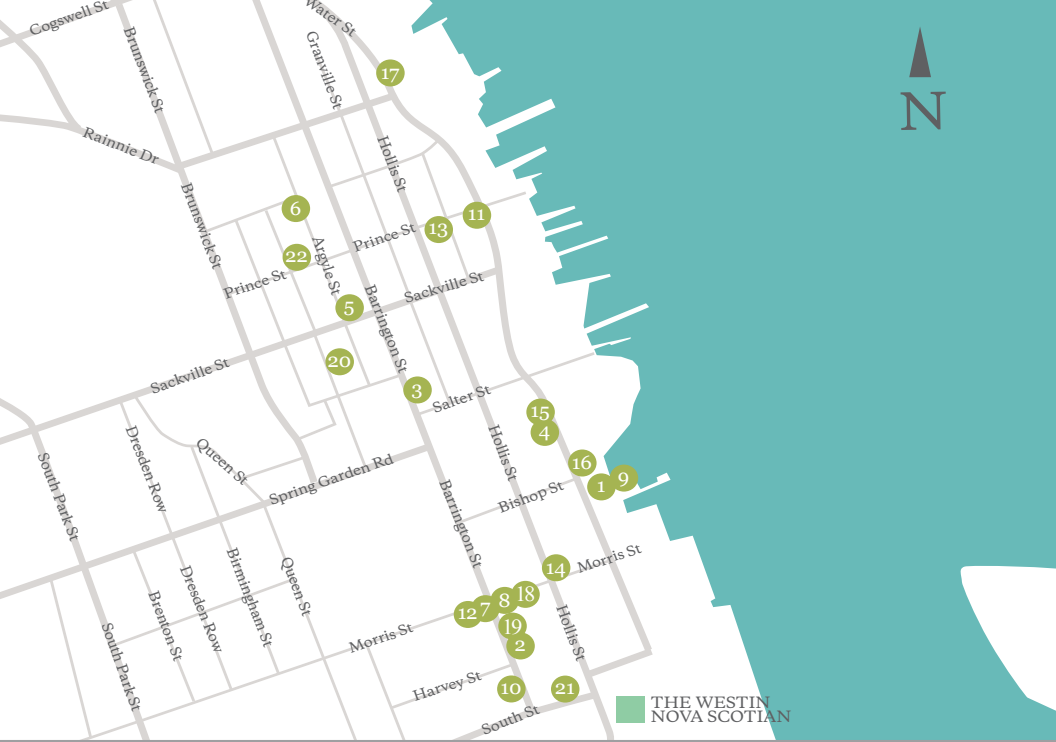 Cogswell St
Water St
Brunswick St
Granville St
17
N
Rainnie Dr
Hollis St
Brunswick St
6
11
13
Prince St
Argyle St
22
Prince St
Sackville St
5
Barrington St
20
Sackville St
3
Salter St
15
4
Dresden Row
Queen St
Hollis St
16
South Park St
Spring Garden Rd
9
1
Bishop St
Barrington St
Morris St
14
Birmingham St
Queen St
Dresden Row
Brenton St
18
8
7
12
Hollis St
19
Morris St
2
South Park St
Harvey St
10
21
THE WESTIN
NOVA SCOTIAN
South St